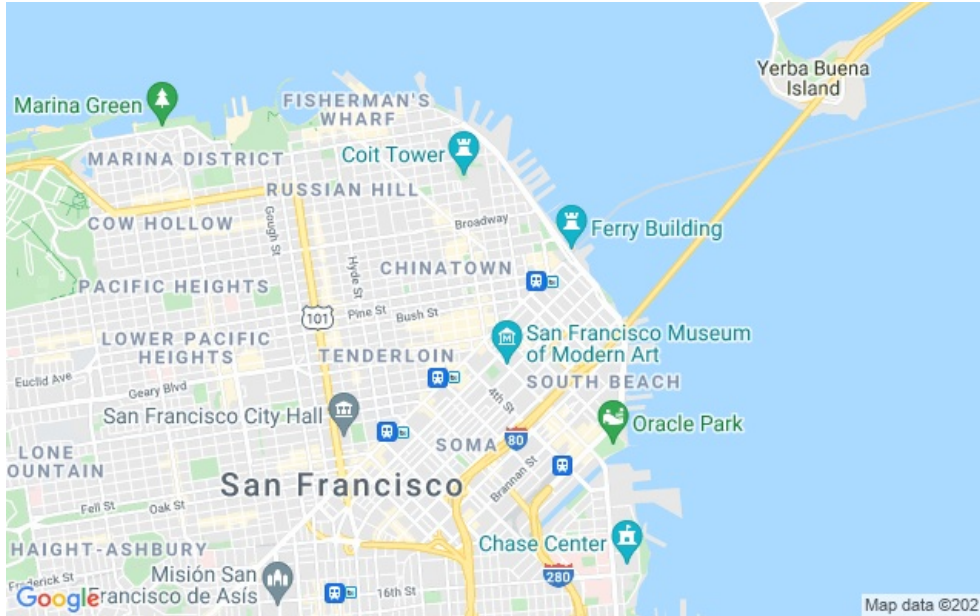 Yerba Buena
Island
Marina Green
FISHERMAN'S
WHARF
MARINA DISTRICT
Coit Tower
RUSSIAN HILL
COW HOLLOW
Gough St
Broadway
Ferry Building
Hyde St
CHINATOWN
PACIFIC HEIGHTS
101
Pine St
Bush St
LOWER PACIFIC
HEIGHTS
San Francisco Museum
of Modern Art
TENDERLOIN
Euclid Ave
Geary Blvd
SOUTH BEACH
4th St
San Francisco City Hall
Oracle Park
SOMA
80
LONE
OUNTAIN
San Francisco
Brannan St
Fell St
Oak St
HAIGHT-ASHBURY
Chase Center
Frederick St
Misión San
Francisco de Asís
280
16th St
Google
Map data ©202